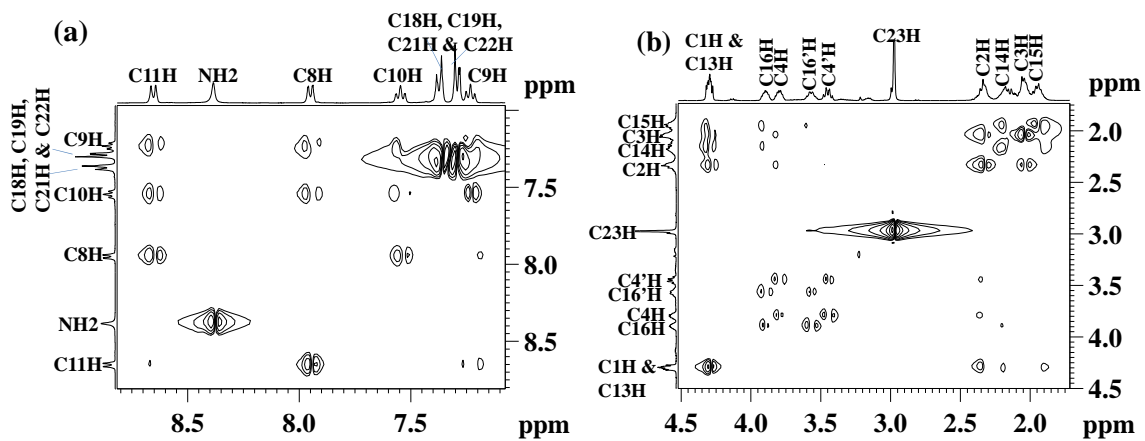 (a)
C18H, C19H,
C21H & C22H
C11H
NH2
C8H
C10H
C9H
ppm
C9H
C18H, C19H,
C21H & C22H
C10H
C8H
NH2
C11H
7.5
8.0
8.5
8.5
8.0
7.5
ppm
(b)
C1H &
C13H
C16H
C4H
C16'H
C4'H
C23H
C2H
C14H
C3H
C15H
ppm
C15H
C3H
C14H
C2H
C23H
C4'H
C16'H
C4H
C16H
C1H &
C13H
2.0
2.5
3.0
3.5
4.0
4.5
4.5
4.0
3.5
3.0
2.5
2.0
ppm